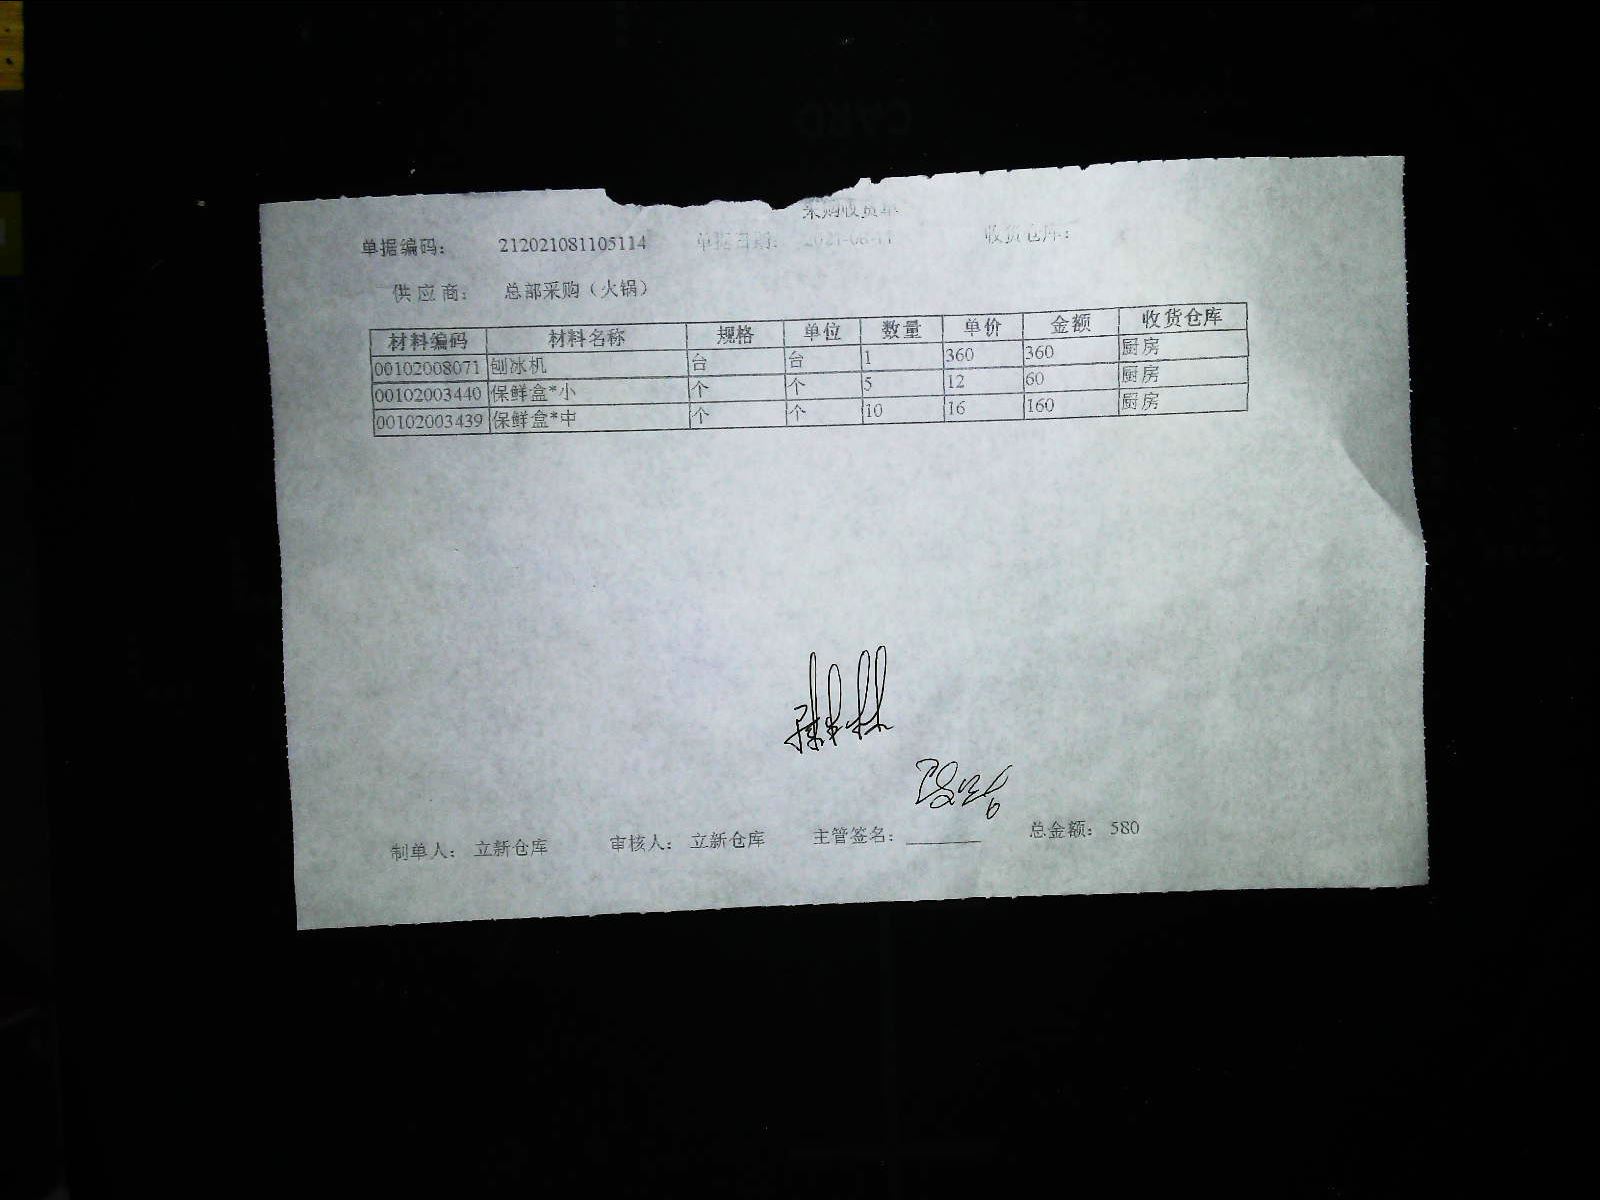 采购收货单
单据编码： 212021081105114 单据日期： 2021-08-11 收货仓库：
供应商： 总部采购（火锅）
材料编码 材料名称 规格 单位 数量 单价 金额 收货仓库
00102008071 刨冰机 台 台 1 360 360 厨房
00102003440 保鲜盒*小 个 个 5 12 60 厨房
00102003439 保鲜盒*中 个 个 10 16 160 厨房
制单人： 立新仓库 审核人： 立新仓库 主管签名： 总金额： 580